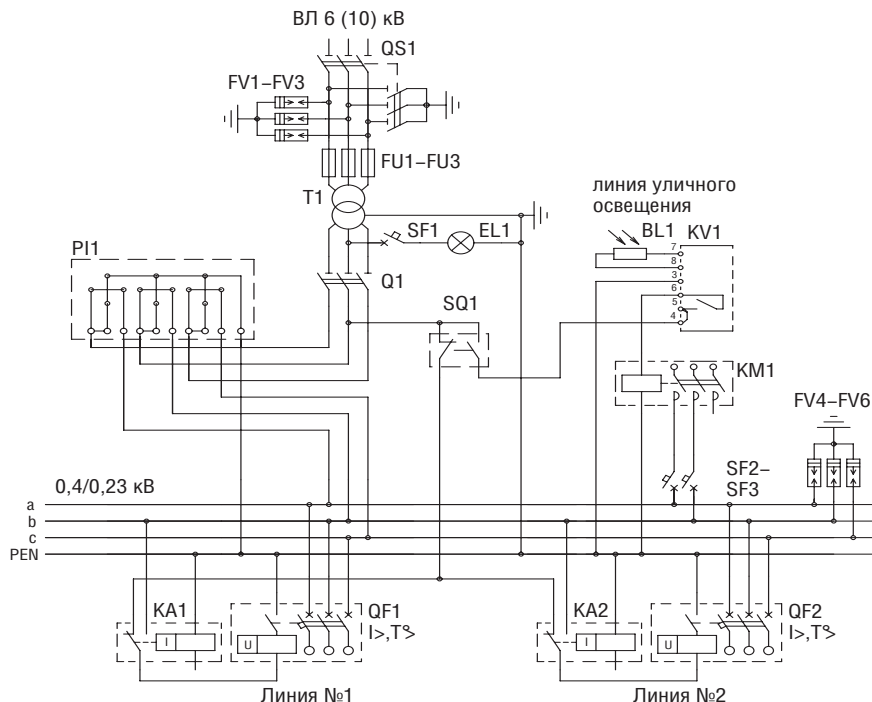 ВЛ 6 (10) кВ
QS1
FV1–FV3
FU1–FU3
T1
линия уличного
освещения
SF1
EL1
BL1
KV1
7
8
3
6
5
4
PI1
Q1
SQ1
KM1
FV4–FV6
SF2–
SF3
0,4/0,23 кВ
a
b
c
PEN
KA1
I
QF1
I>,T°>
U
KA2
I
QF2
I>,T°>
U
Линия №1
Линия №2